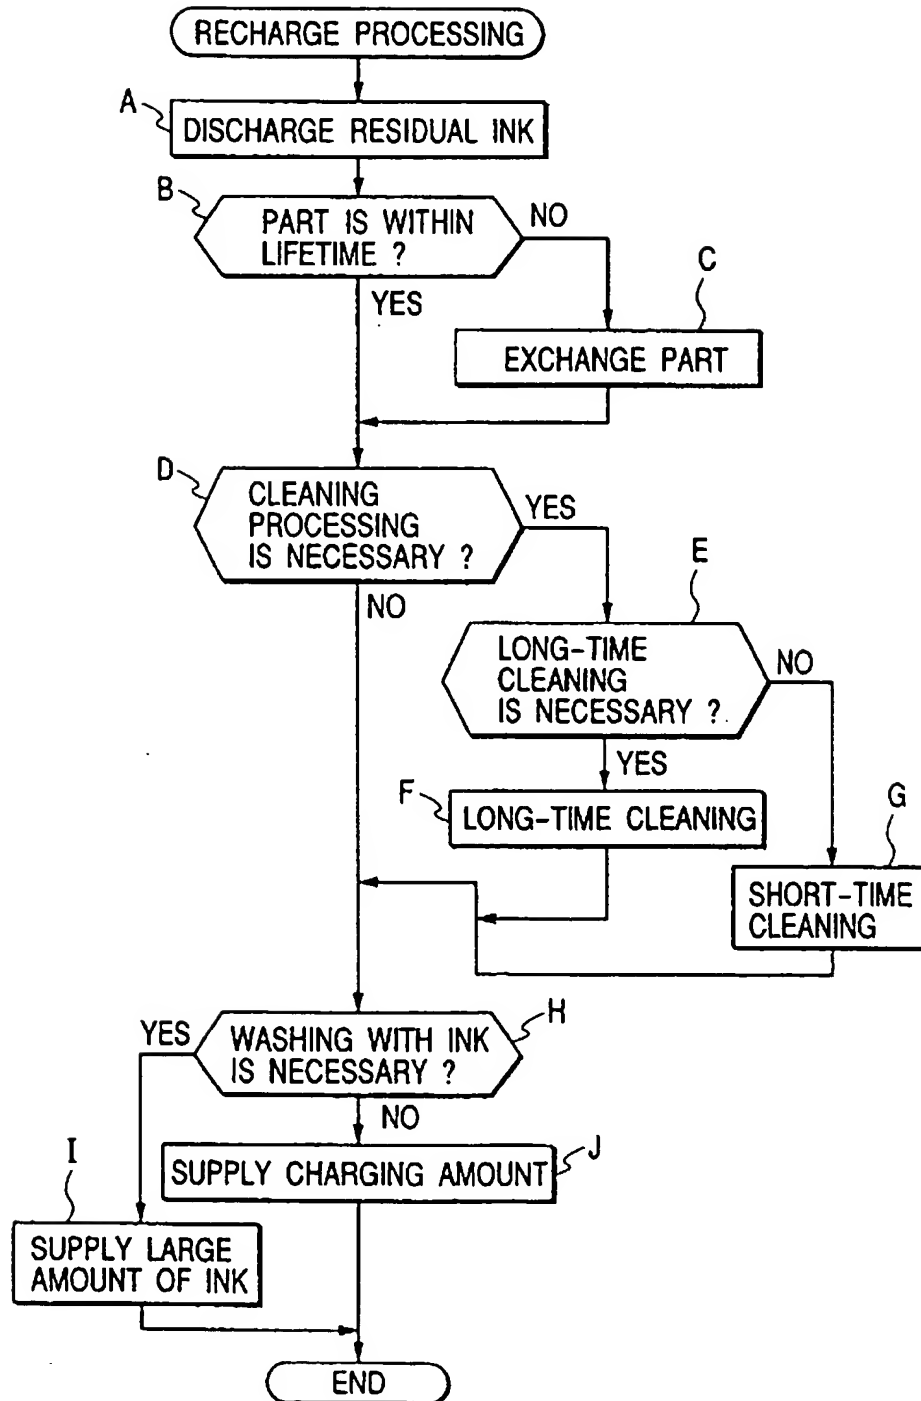 RECHARGE PROCESSING
A
DISCHARGE RESIDUAL INK
B
PART IS WITHIN
LIFETIME ?
NO
YES
C
EXCHANGE PART
D
CLEANING
PROCESSING
IS NECESSARY ?
YES
NO
E
LONG-TIME
CLEANING
IS NECESSARY ?
NO
YES
F
LONG-TIME CLEANING
G
SHORT-TIME
CLEANING
H
WASHING WITH INK
IS NECESSARY ?
YES
NO
I
SUPPLY LARGE
AMOUNT OF INK
J
SUPPLY CHARGING AMOUNT
END